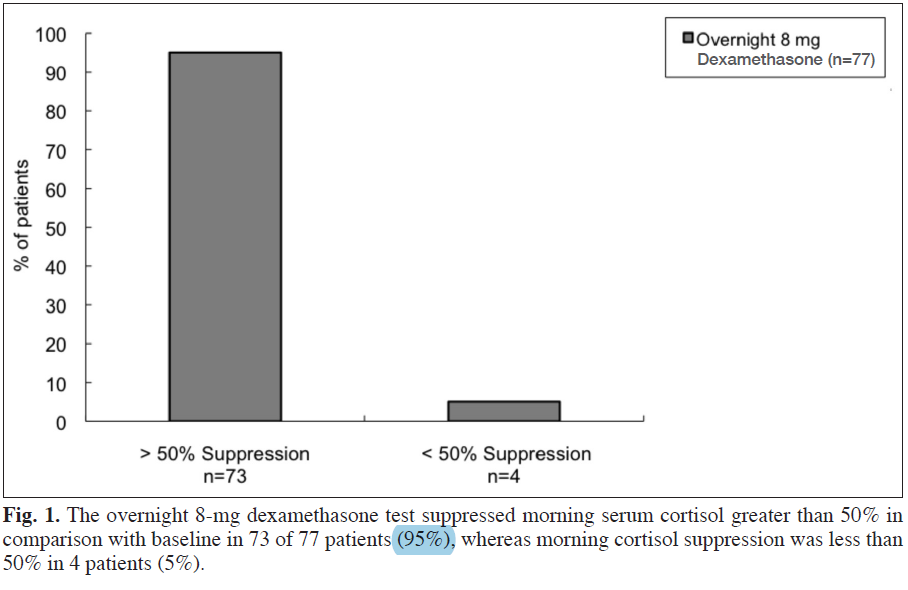 100
90
80
70
60
50
40
30
20
10
0
% of patients
> 50% Suppression
n=73
< 50% Suppression
n=4
Overnight 8 mg
Dexamethasone (n=77)
Fig. 1. The overnight 8-mg dexamethasone test suppressed morning serum cortisol greater than 50% in
comparison with baseline in 73 of 77 patients (95%), whereas morning cortisol suppression was less than
50% in 4 patients (5%).